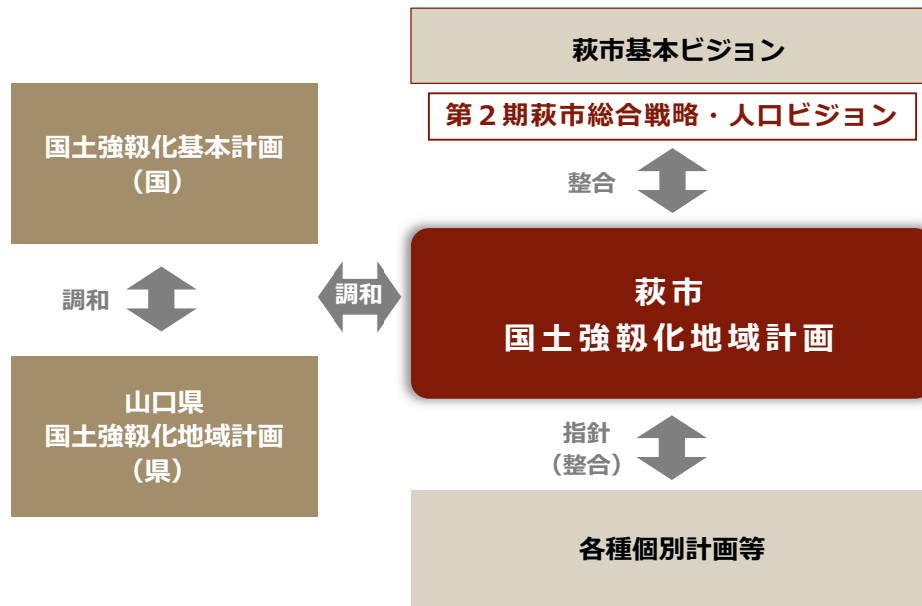 萩市基本ビジョン
第２期萩市総合戦略・人口ビジョン
国土強靱化基本計画
（国）
整合
調和
調和
萩市
国土強靱化地域計画
山口県
国土強靱化地域計画
（県）
指針
（整合）
各種個別計画等